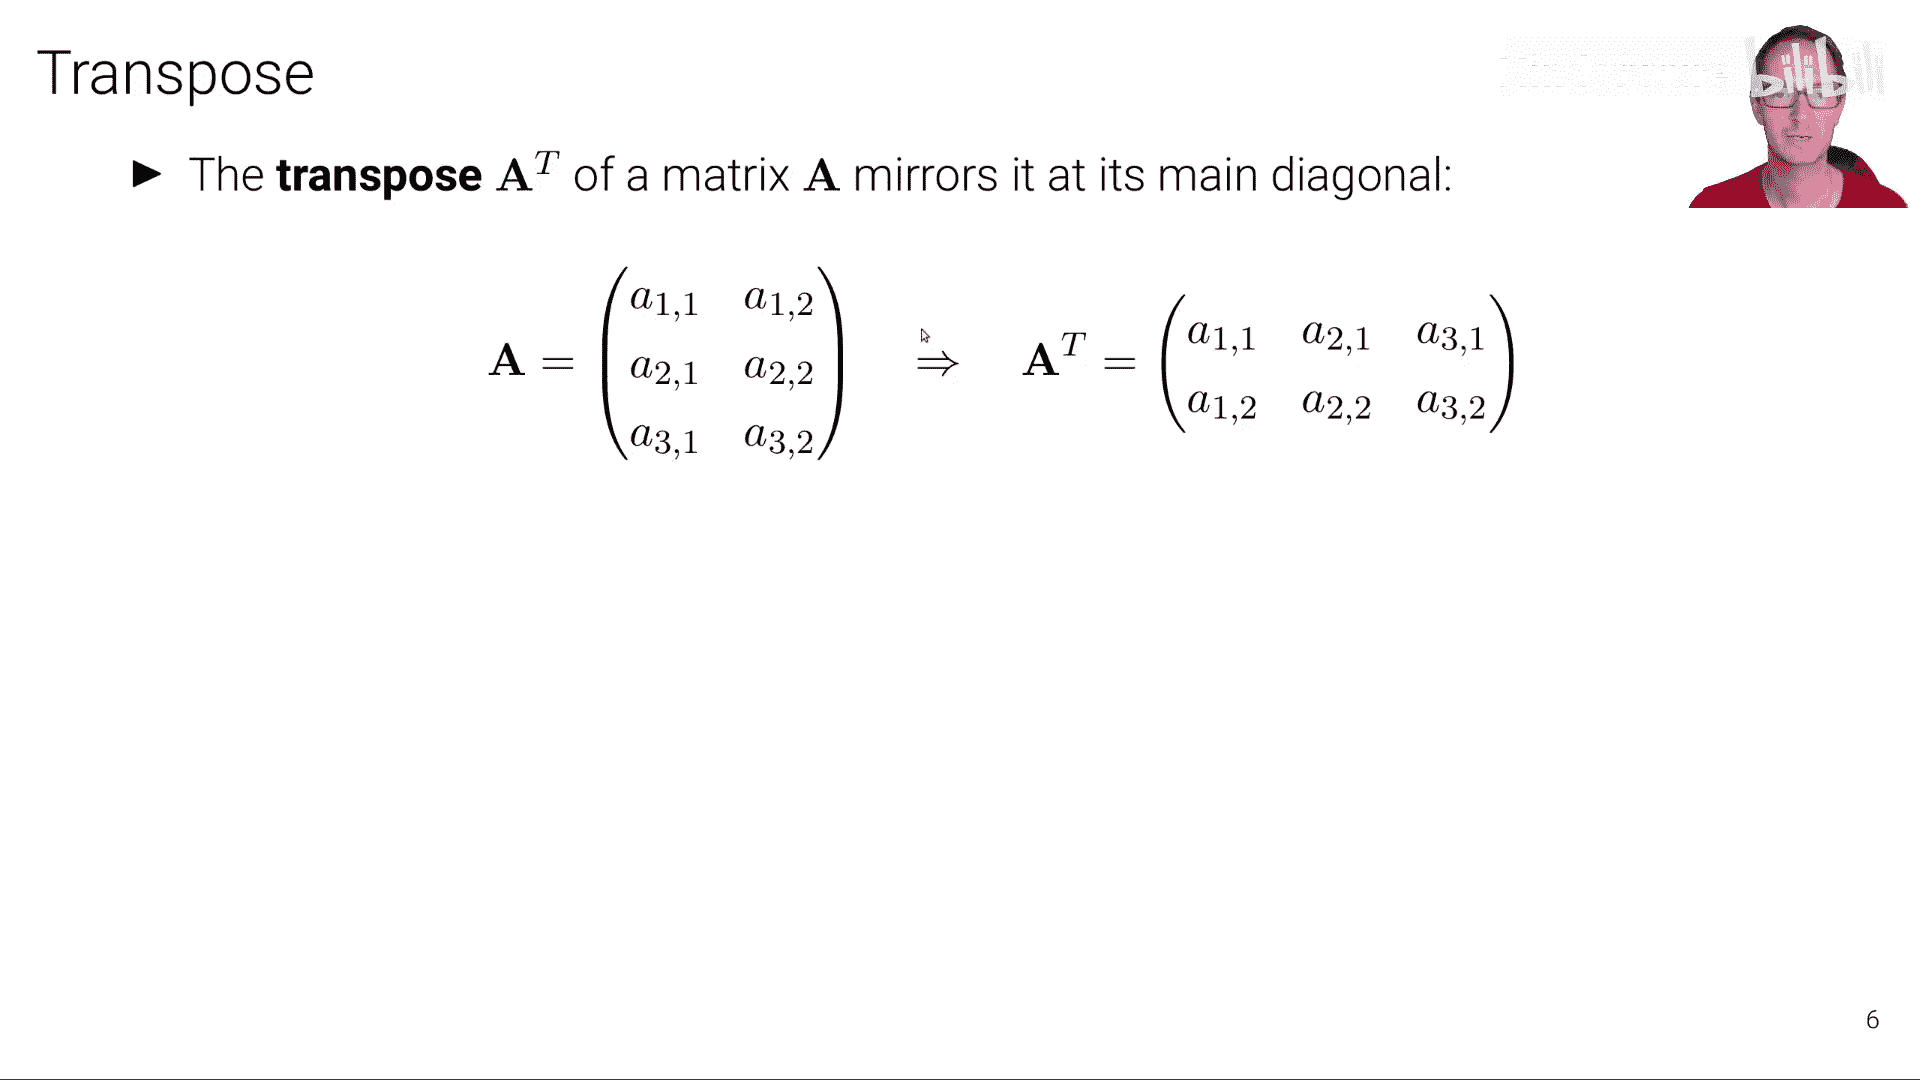 Transpose
bilibili
▶ The transpose A^T of a matrix A mirrors it at its main diagonal:
A = ( a_{1,1} a_{1,2} ; a_{2,1} a_{2,2} ; a_{3,1} a_{3,2} ) ⇒ A^T = ( a_{1,1} a_{2,1} a_{3,1} ; a_{1,2} a_{2,2} a_{3,2} )
6